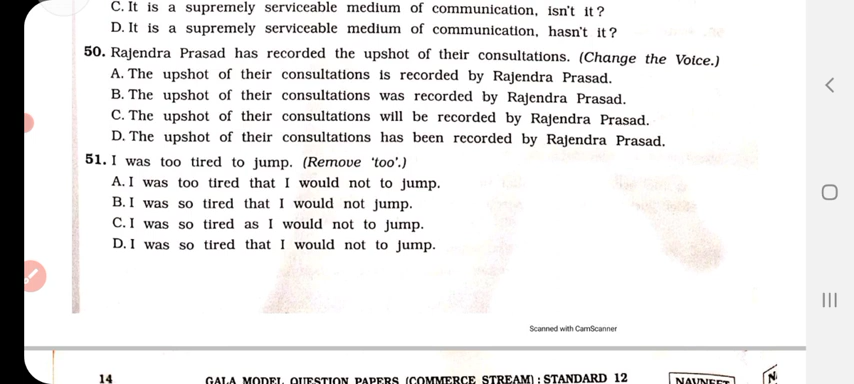 C. It is a supremely serviceable medium of communication, isn't it?
D. It is a supremely serviceable medium of communication, hasn't it?
50. Rajendra Prasad has recorded the upshot of their consultations. (Change the Voice.)
A. The upshot of their consultations is recorded by Rajendra Prasad.
B. The upshot of their consultations was recorded by Rajendra Prasad.
C. The upshot of their consultations will be recorded by Rajendra Prasad.
D. The upshot of their consultations has been recorded by Rajendra Prasad.
51. I was too tired to jump. (Remove 'too'.)
A. I was too tired that I would not to jump.
B. I was so tired that I would not jump.
C. I was so tired as I would not to jump.
D. I was so tired that I would not to jump.
Scanned with CamScanner
14 GALA MODEL QUESTION PAPERS (COMMERCE STREAM) : STANDARD 12 NAVNEET